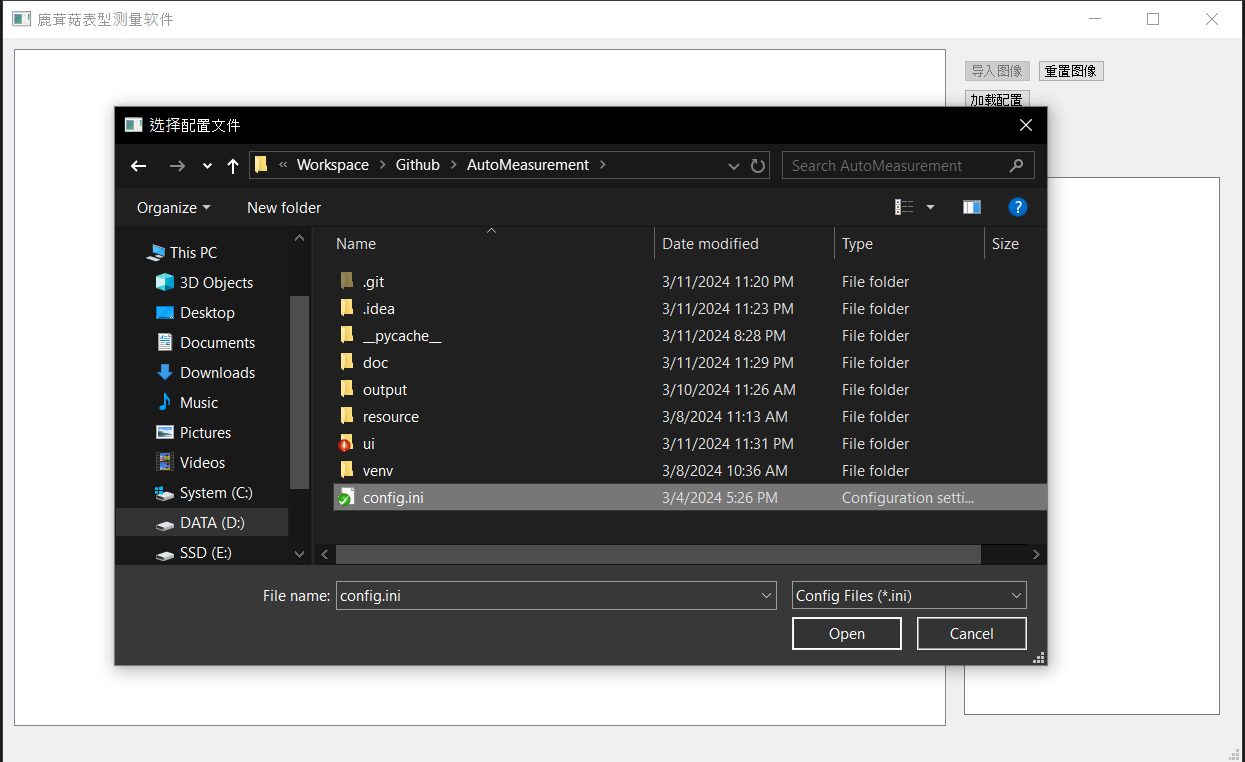 鹿茸菇表型测量软件
导入图像 重置图像
加载配置
选择配置文件
« Workspace > Github > AutoMeasurement >
Search AutoMeasurement
Organize New folder
?
Name Date modified Type Size
This PC
3D Objects
Desktop
Documents
Downloads
Music
Pictures
Videos
System (C:)
DATA (D:)
SSD (E:)
.git 3/11/2024 11:20 PM File folder
.idea 3/11/2024 11:23 PM File folder
__pycache__ 3/11/2024 8:28 PM File folder
doc 3/11/2024 11:29 PM File folder
output 3/10/2024 11:26 AM File folder
resource 3/8/2024 11:13 AM File folder
ui 3/11/2024 11:31 PM File folder
venv 3/8/2024 10:36 AM File folder
config.ini 3/4/2024 5:26 PM Configuration setti...
File name: config.ini Config Files (*.ini)
Open Cancel